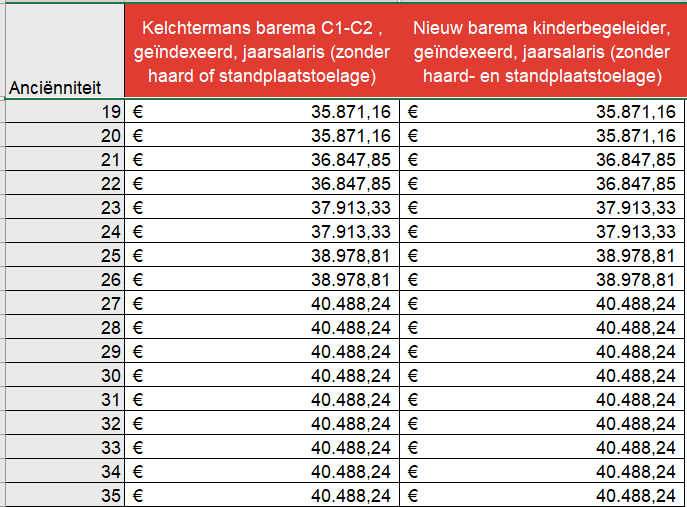 Anciënniteit
Kelchtermans barema C1-C2 ,
geïndexeerd, jaarsalaris (zonder
haard of standplaatstoelage)
Nieuw barema kinderbegeleider,
geïndexeerd, jaarsalaris (zonder
haard- en standplaatstoelage)
19 € 35.871,16 € 35.871,16
20 € 35.871,16 € 35.871,16
21 € 36.847,85 € 36.847,85
22 € 36.847,85 € 36.847,85
23 € 37.913,33 € 37.913,33
24 € 37.913,33 € 37.913,33
25 € 38.978,81 € 38.978,81
26 € 38.978,81 € 38.978,81
27 € 40.488,24 € 40.488,24
28 € 40.488,24 € 40.488,24
29 € 40.488,24 € 40.488,24
30 € 40.488,24 € 40.488,24
31 € 40.488,24 € 40.488,24
32 € 40.488,24 € 40.488,24
33 € 40.488,24 € 40.488,24
34 € 40.488,24 € 40.488,24
35 € 40.488,24 € 40.488,24